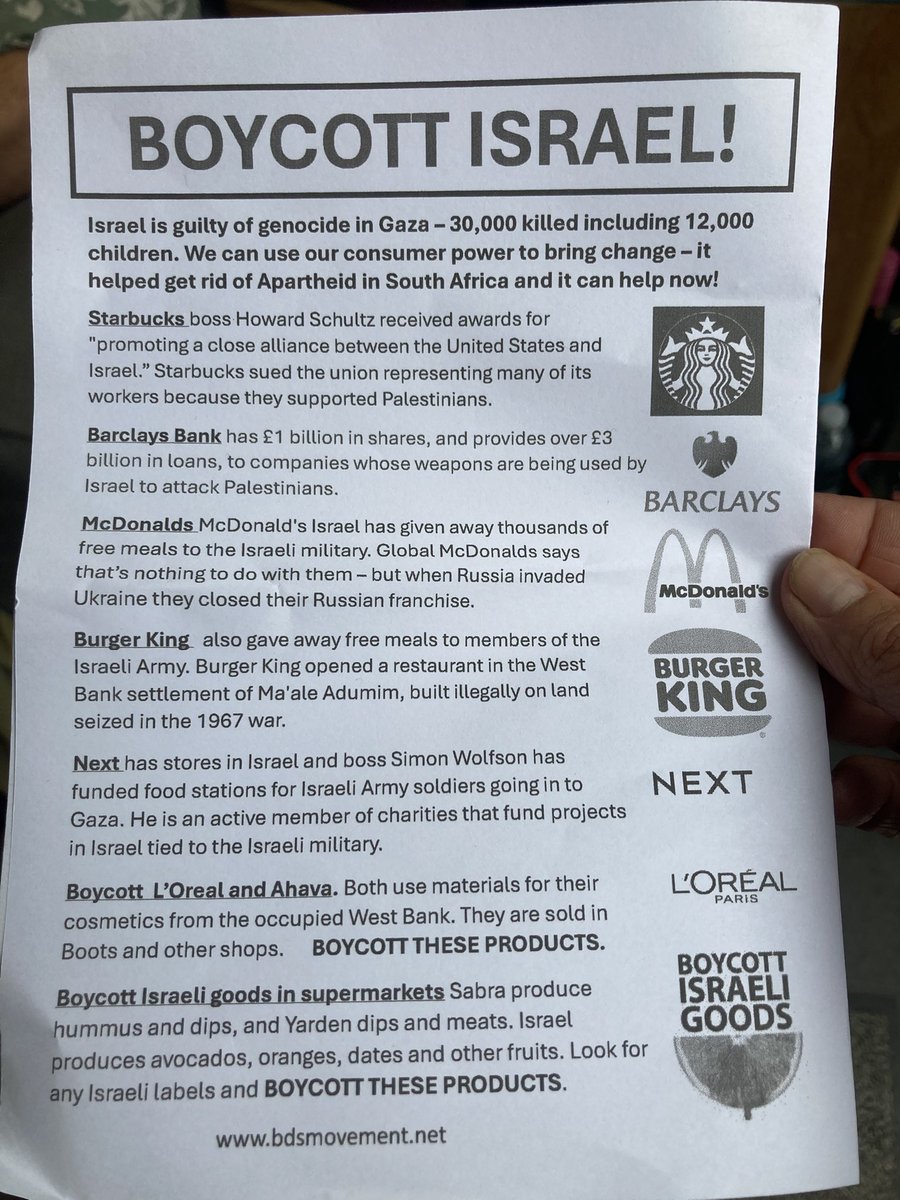 BOYCOTT ISRAEL!
Israel is guilty of genocide in Gaza – 30,000 killed including 12,000
children. We can use our consumer power to bring change – it
helped get rid of Apartheid in South Africa and it can help now!
Starbucks boss Howard Schultz received awards for
"promoting a close alliance between the United States and
Israel.” Starbucks sued the union representing many of its
workers because they supported Palestinians.
Barclays Bank has £1 billion in shares, and provides over £3
billion in loans, to companies whose weapons are being used by
Israel to attack Palestinians.
BARCLAYS
McDonalds McDonald's Israel has given away thousands of
free meals to the Israeli military. Global McDonalds says
that’s nothing to do with them – but when Russia invaded
Ukraine they closed their Russian franchise.
McDonald's
Burger King also gave away free meals to members of the
Israeli Army. Burger King opened a restaurant in the West
Bank settlement of Ma'ale Adumim, built illegally on land
seized in the 1967 war.
BURGER
KING
®
Next has stores in Israel and boss Simon Wolfson has
funded food stations for Israeli Army soldiers going in to
Gaza. He is an active member of charities that fund projects
in Israel tied to the Israeli military.
NEXT
Boycott L’Oreal and Ahava. Both use materials for their
cosmetics from the occupied West Bank. They are sold in
Boots and other shops. BOYCOTT THESE PRODUCTS.
L'ORÉAL
PARIS
Boycott Israeli goods in supermarkets Sabra produce
hummus and dips, and Yarden dips and meats. Israel
produces avocados, oranges, dates and other fruits. Look for
any Israeli labels and BOYCOTT THESE PRODUCTS.
BOYCOTT
ISRAELI
GOODS
www.bdsmovement.net